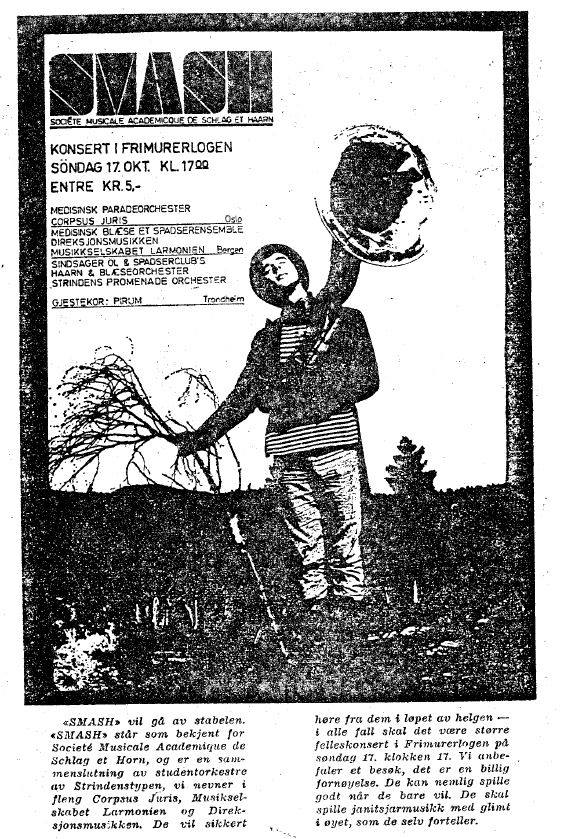 SMASH
SOCIÉTE MUSICALE ACADEMICQUE DE SCHLAG ET HAARN
KONSERT I FRIMURERLOGEN
SÖNDAG 17. OKT. KL. 17⁰⁰
ENTRE KR. 5,-
MEDISINSK PARADEORCHESTER
CORPSUS JURIS Oslo
MEDISINSK BLÆSE ET SPADSERENSEMBLE
DIREKSJONSMUSIKKEN
MUSIKKSELSKABET LARMONIEN Bergen
SINDSAGER ÖL & SPADSERCLUB'S
HAARN & BLÆSEORCHESTER
STRINDENS PROMENADE ORCHESTER
GJESTEKOR: PIRUM Trondheim
«SMASH» vil gå av stabelen.
«SMASH» står som bekjent for
Societé Musicale Academique de
Schlag et Horn, og er en sam-
menslutning av studentorkestre
av Strindenstypen, vi nevner i
fleng Corpsus Juris, Musiksel-
skabet Larmonien og Direk-
sjonsmusikken. De vil sikkert
høre fra dem i løpet av helgen —
i alle fall skal det være større
felleskonsert i Frimurerlogen på
søndag 17. klokken 17. Vi anbe-
faler et besøk, det er en billig
fornøyelse. De kan nemlig spille
godt når de bare vil. De skal
spille janitsjarmusikk med glimt
i øyet, som de selv forteller.